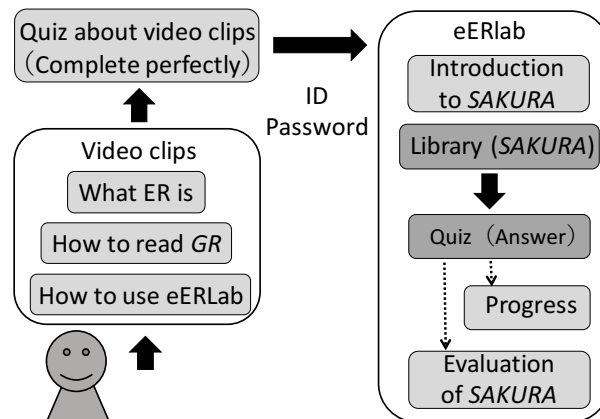 Quiz about video clips
（Complete perfectly）
ID
Password
Video clips
What ER is
How to read GR
How to use eERLab
eERlab
Introduction
to SAKURA
Library (SAKURA)
Quiz（Answer）
Progress
Evaluation
of SAKURA